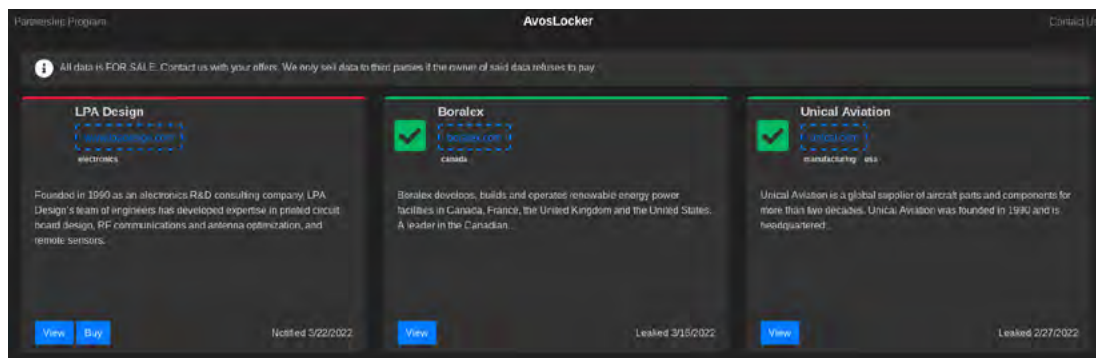 Partnership Program
AvosLocker
Contact Us
All data is FOR SALE. Contact us with your offers. We only sell data to third parties if the owner of said data refuses to pay.
LPA Design
electronics
Founded in 1990 as an electronics R&D consulting company, LPA
Design's team of engineers has developed expertise in printed circuit
board design, RF communications and antenna optimization, and
remote sensors.
View
Buy
Notified 3/22/2022
Boralex
boralex.com
canada
Boralex develops, builds and operates renewable energy power
facilities in Canada, France, the United Kingdom and the United States.
A leader in the Canadian...
View
Leaked 3/15/2022
Unical Aviation
manufacturing usa
Unical Aviation is a global supplier of aircraft parts and components for
more than two decades. Unical Aviation was founded in 1990 and is
headquartered...
View
Leaked 2/27/2022